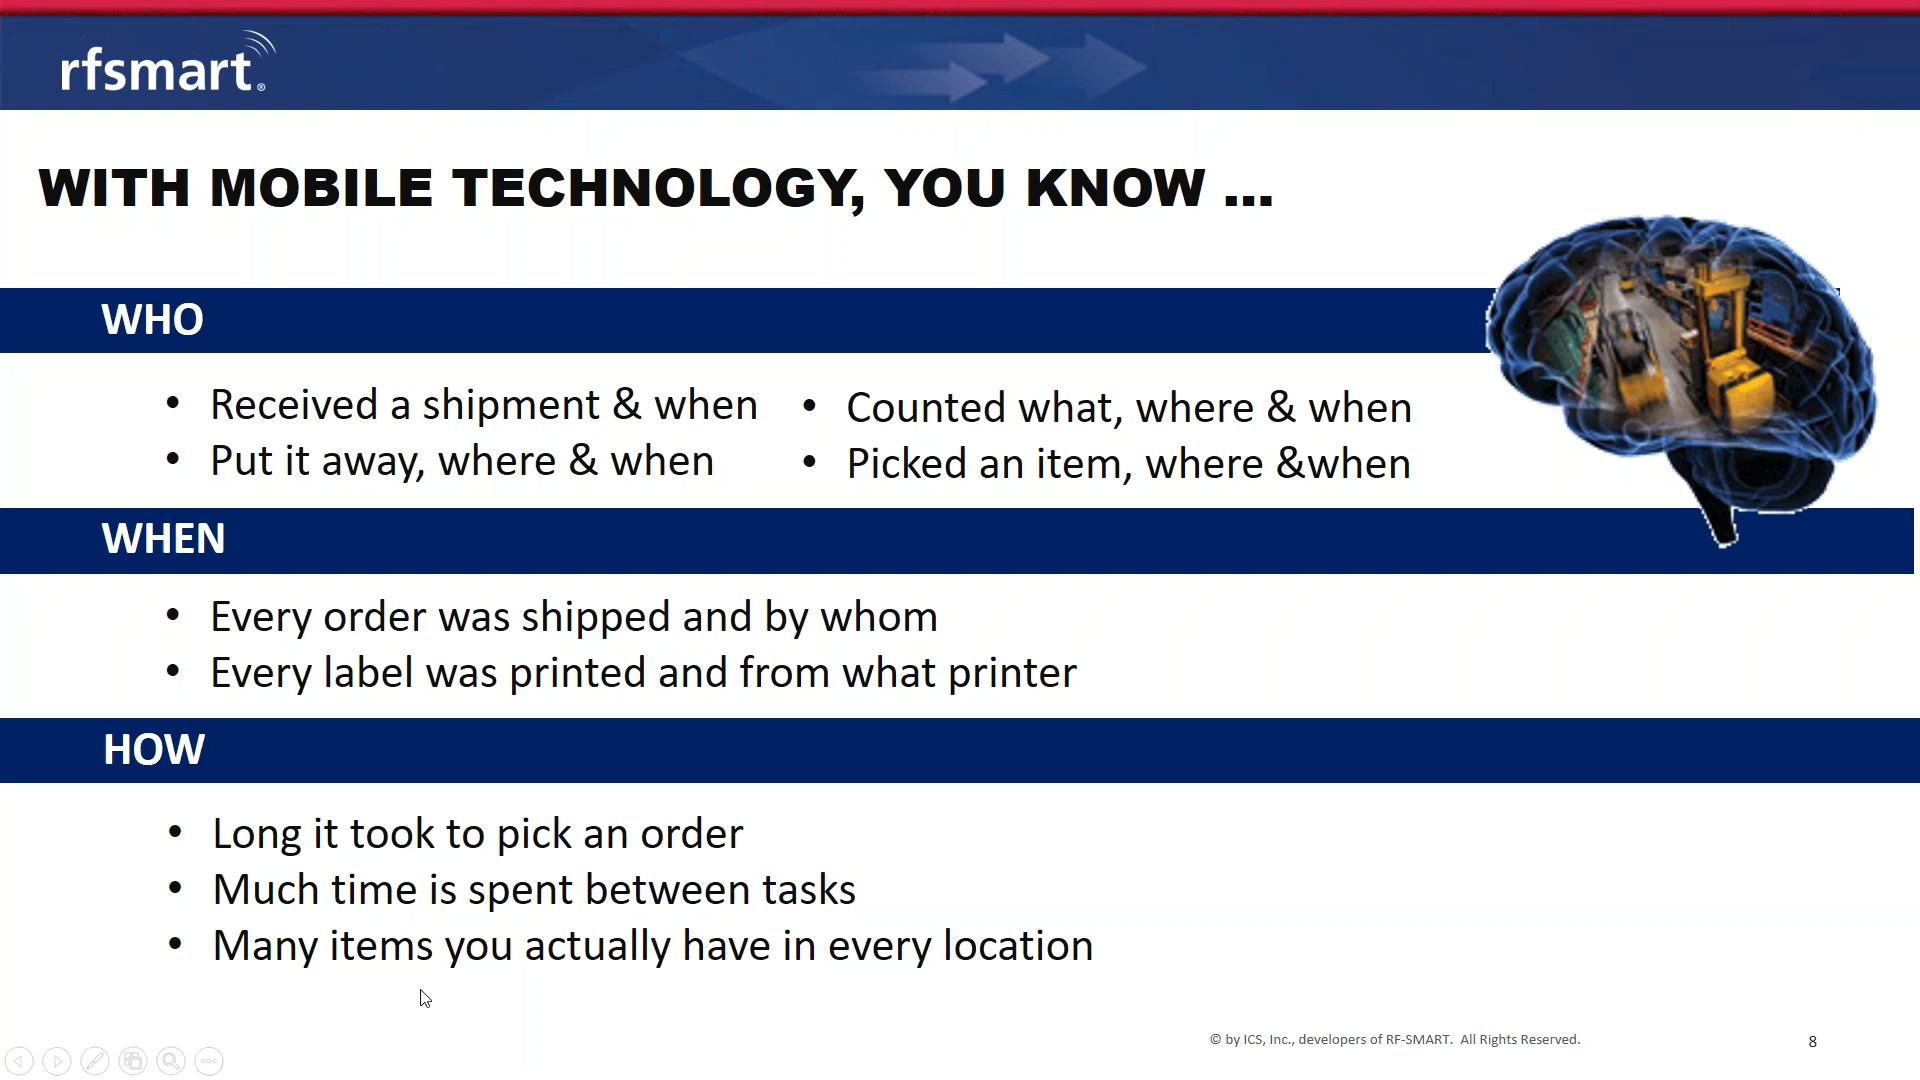 rfsmart®
WITH MOBILE TECHNOLOGY, YOU KNOW ...
WHO
• Received a shipment & when
• Put it away, where & when
• Counted what, where & when
• Picked an item, where &when
WHEN
• Every order was shipped and by whom
• Every label was printed and from what printer
HOW
• Long it took to pick an order
• Much time is spent between tasks
• Many items you actually have in every location
© by ICS, Inc., developers of RF-SMART. All Rights Reserved.
8